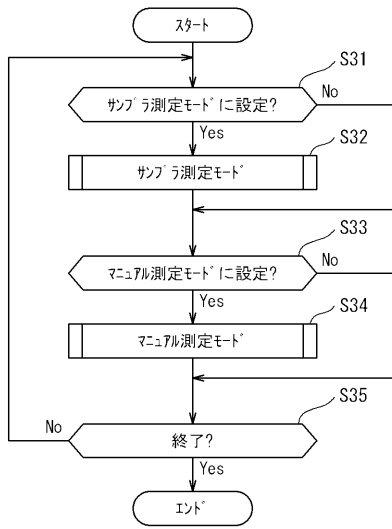 スタート
S31
サンプラ測定モードに設定?
No
Yes
S32
サンプラ測定モード
S33
マニュアル測定モードに設定?
No
Yes
S34
マニュアル測定モード
S35
No
終了?
Yes
エンド